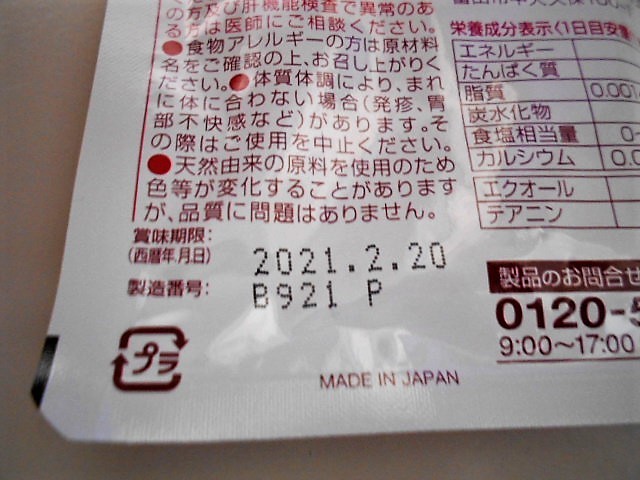 の方及び肝機能検査で異常のあ
る方は医師にご相談ください。
●食物アレルギーの方は原材料
名をご確認の上、お召し上がりく
ださい。●体質体調により、まれ
に体に合わない場合(発疹、胃
部不快感など)があります。そ
の際はご使用を中止ください。
●天然由来の原料を使用のため
色等が変化することがあります
が、品質に問題はありません。
賞味期限:
(西暦年.月.日)
2021.2.20
製造番号:
B921 P
プラ
MADE IN JAPAN
栄養成分表示〈1日目安量
エネルギー
たんぱく質
脂質 0.001
炭水化物
食塩相当量 0.
カルシウム 0.0
エクオール
テアニン
製品のお問合せ
0120-5
9:00〜17:00